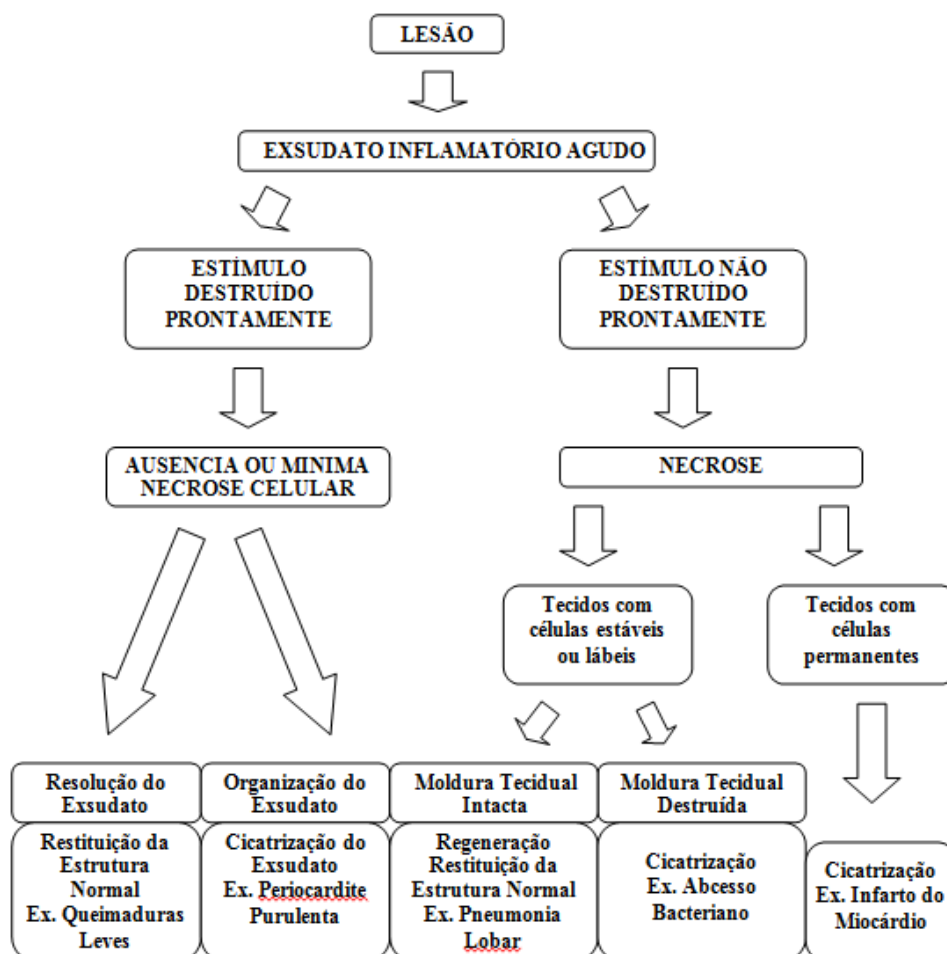 LESÃO
EXSUDATO INFLAMATÓRIO AGUDO
ESTÍMULO
DESTRUÍDO
PRONTAMENTE
ESTÍMULO NÃO
DESTRUÍDO
PRONTAMENTE
AUSENCIA OU MINIMA
NECROSE CELULAR
NECROSE
Tecidos com
células estáveis
ou lábeis
Tecidos com
células
permanentes
Resolução do
Exsudato
Organização do
Exsudato
Moldura Tecidual
Intacta
Moldura Tecidual
Destruída
Restituição da
Estrutura
Normal
Ex. Queimaduras
Leves
Cicatrização do
Exsudato
Ex. Periocardite
Purulenta
Regeneração
Restituição da
Estrutura Normal
Ex. Pneumonia
Lobar
Cicatrização
Ex. Abcesso
Bacteriano
Cicatrização
Ex. Infarto do
Miocárdio